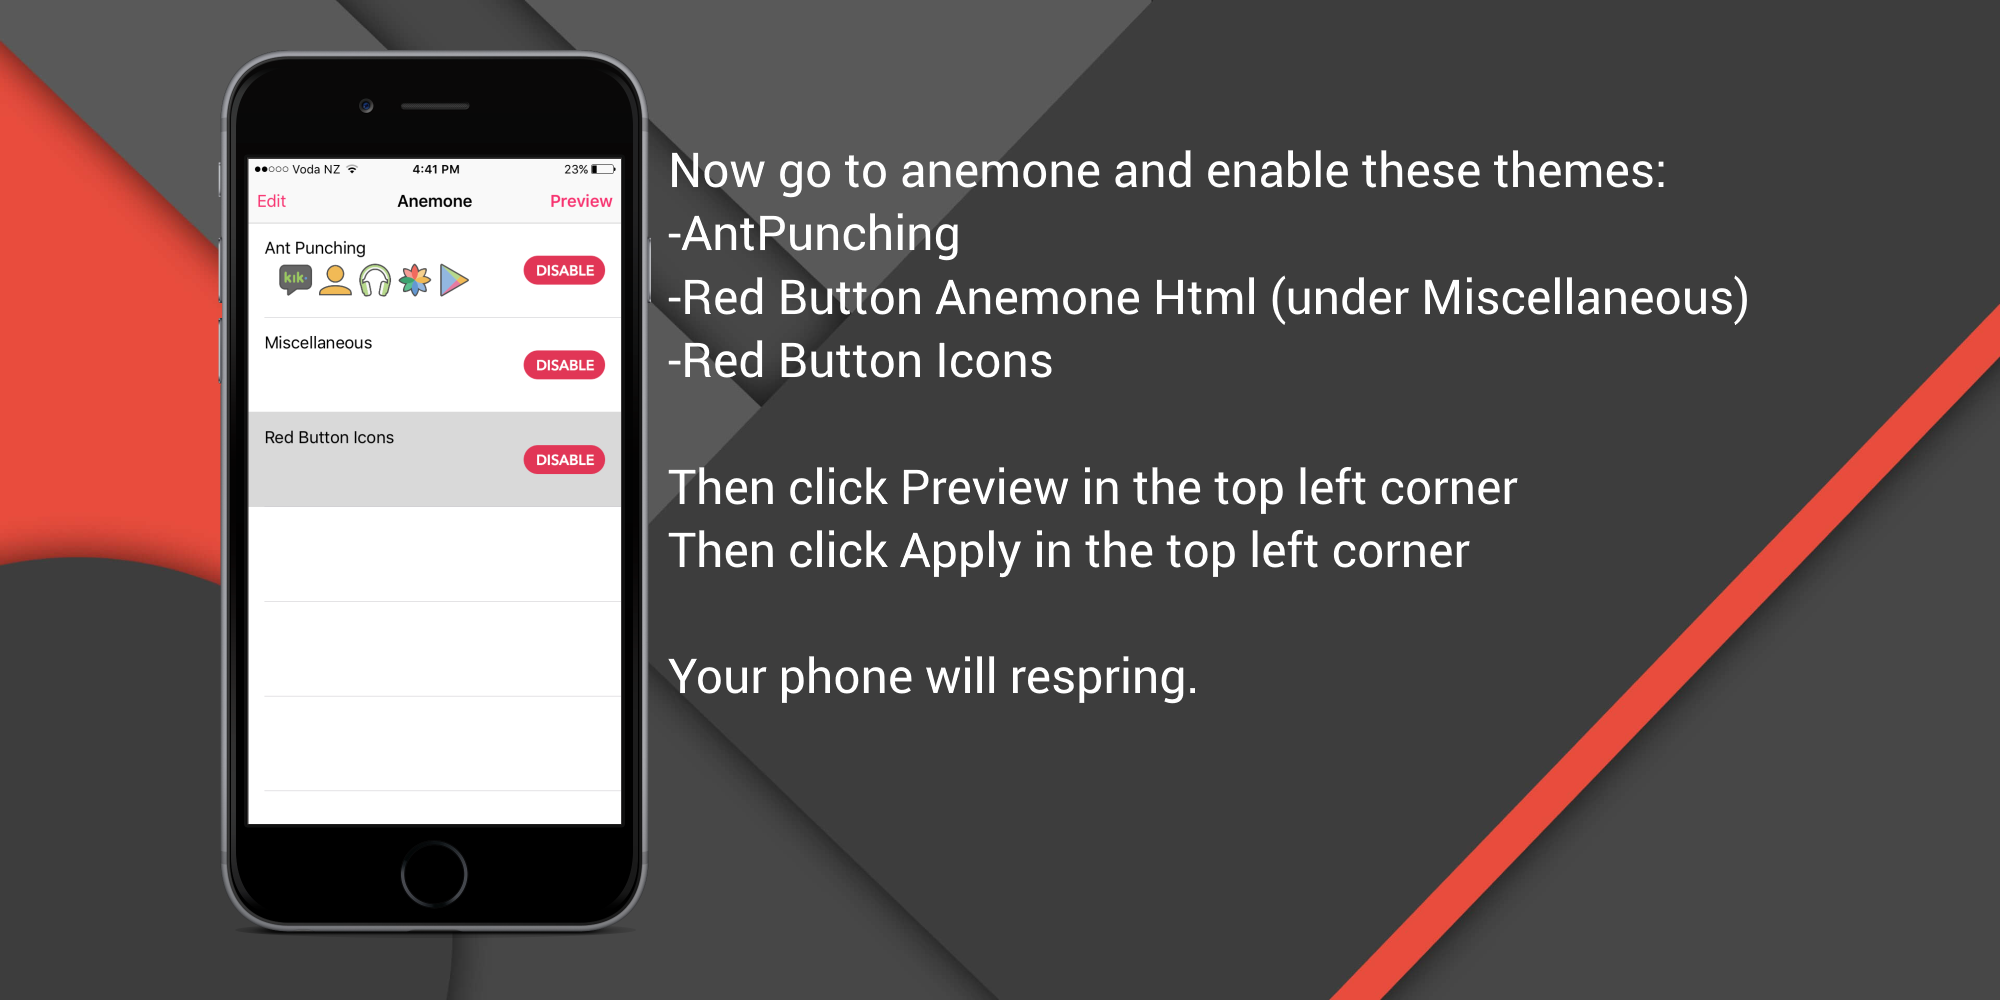 ●●○○○ Voda NZ 4:41 PM 23%
Edit Anemone Preview
Ant Punching
kik·
DISABLE
Miscellaneous
DISABLE
Red Button Icons
DISABLE
Now go to anemone and enable these themes:
-AntPunching
-Red Button Anemone Html (under Miscellaneous)
-Red Button Icons
Then click Preview in the top left corner
Then click Apply in the top left corner
Your phone will respring.